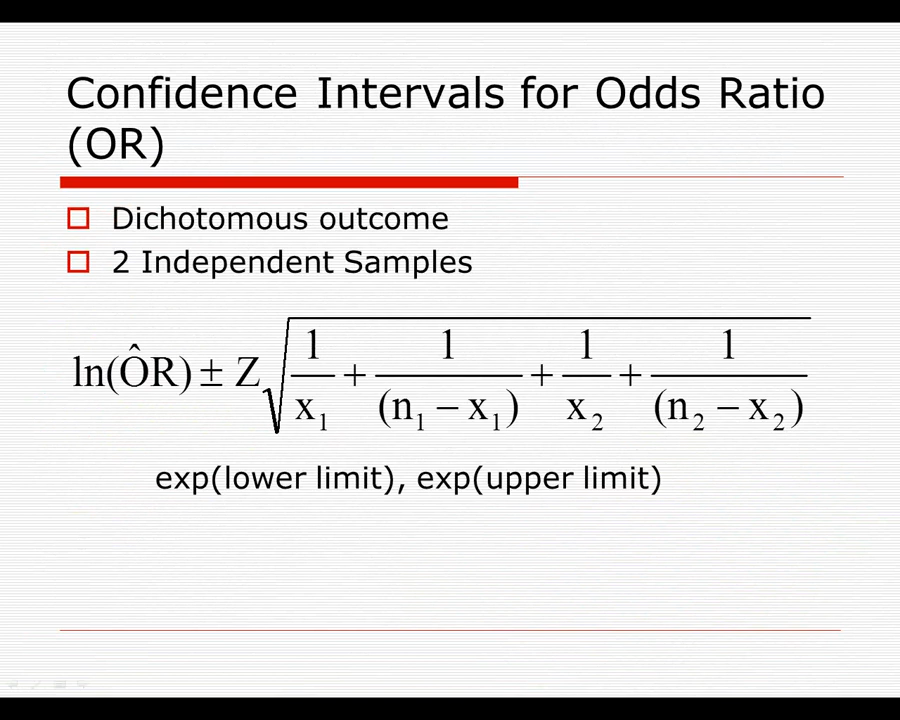 Confidence Intervals for Odds Ratio
(OR)
Dichotomous outcome
2 Independent Samples
ln(ÔR) ± Z √(1/x₁ + 1/(n₁ − x₁) + 1/x₂ + 1/(n₂ − x₂))
exp(lower limit), exp(upper limit)